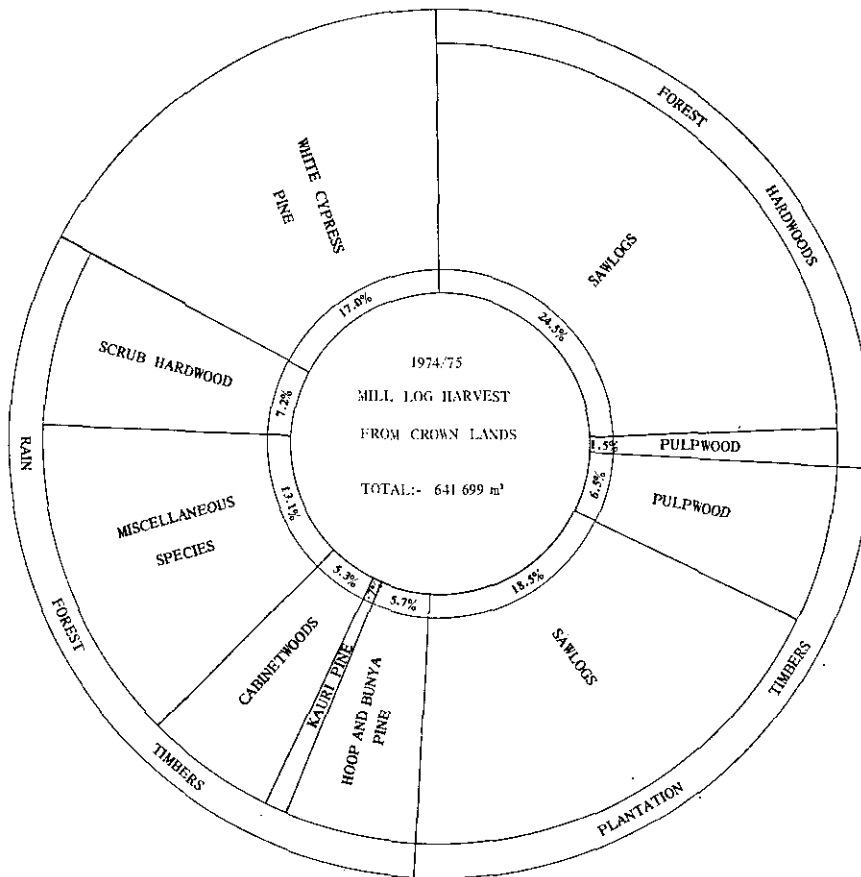 1974/75
MILL LOG HARVEST
FROM CROWN LANDS
TOTAL:- 641 699 m³
FOREST
HARDWOODS
SAWLOGS
24.5%
PULPWOOD
1.5%
PULPWOOD
6.5%
SAWLOGS
18.5%
PLANTATION
TIMBERS
HOOP AND BUNYA
PINE
5.7%
KAURI PINE
.7%
CABINETWOODS
5.3%
MISCELLANEOUS
SPECIES
13.1%
SCRUB HARDWOOD
7.2%
RAIN
FOREST
TIMBERS
WHITE CYPRESS
PINE
17.0%